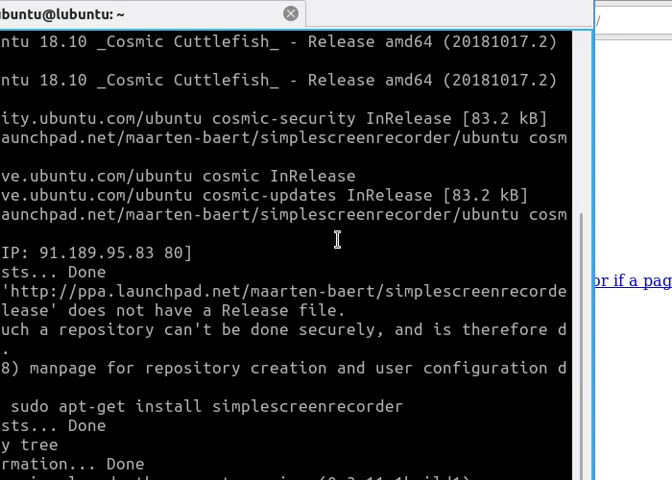 ubuntu@lubuntu: ~
/
ntu 18.10 _Cosmic Cuttlefish_ - Release amd64 (20181017.2)
ntu 18.10 _Cosmic Cuttlefish_ - Release amd64 (20181017.2)
ity.ubuntu.com/ubuntu cosmic-security InRelease [83.2 kB]
aunchpad.net/maarten-baert/simplescreenrecorder/ubuntu cosm
ve.ubuntu.com/ubuntu cosmic InRelease
ve.ubuntu.com/ubuntu cosmic-updates InRelease [83.2 kB]
aunchpad.net/maarten-baert/simplescreenrecorder/ubuntu cosm
IP: 91.189.95.83 80]
sts... Done
or if a pag
'http://ppa.launchpad.net/maarten-baert/simplescreenrecorde
lease' does not have a Release file.
uch a repository can't be done securely, and is therefore d
.
8) manpage for repository creation and user configuration d
sudo apt-get install simplescreenrecorder
sts... Done
y tree
rmation... Done